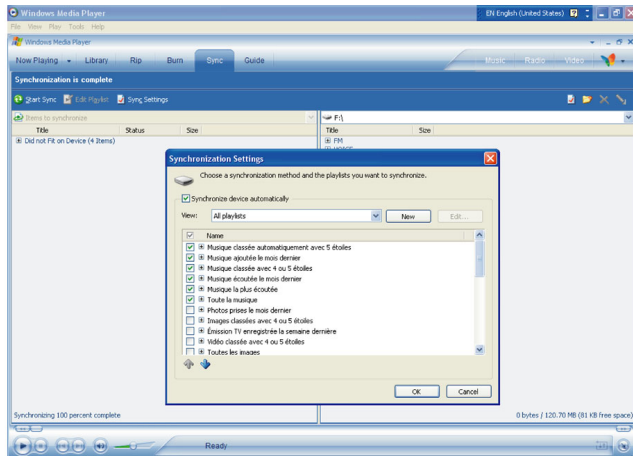 Windows Media Player
EN English (United States)
File View Play Tools Help
Windows Media Player
Now Playing Library Rip Burn Sync Guide Music Radio Video
Synchronization is complete
Start Sync Edit Playlist Sync Settings
Items to synchronize
F:\
Title Status Size
Title Size
Did not Fit on Device (4 Items)
FM
Synchronization Settings
Choose a synchronization method and the playlists you want to synchronize.
Synchronize device automatically
View: All playlists New Edit...
Name
Musique classée automatiquement avec 5 étoiles
Musique ajoutée le mois dernier
Musique classée avec 4 ou 5 étoiles
Musique écoutée le mois dernier
Musique la plus écoutée
Toute la musique
Photos prises le mois dernier
Images classées avec 4 ou 5 étoiles
Émission TV enregistrée la semaine dernière
Vidéo classée avec 4 ou 5 étoiles
Toutes les images
OK Cancel
Synchronizing 100 percent complete
0 bytes / 120.70 MB (81 KB free space)
Ready